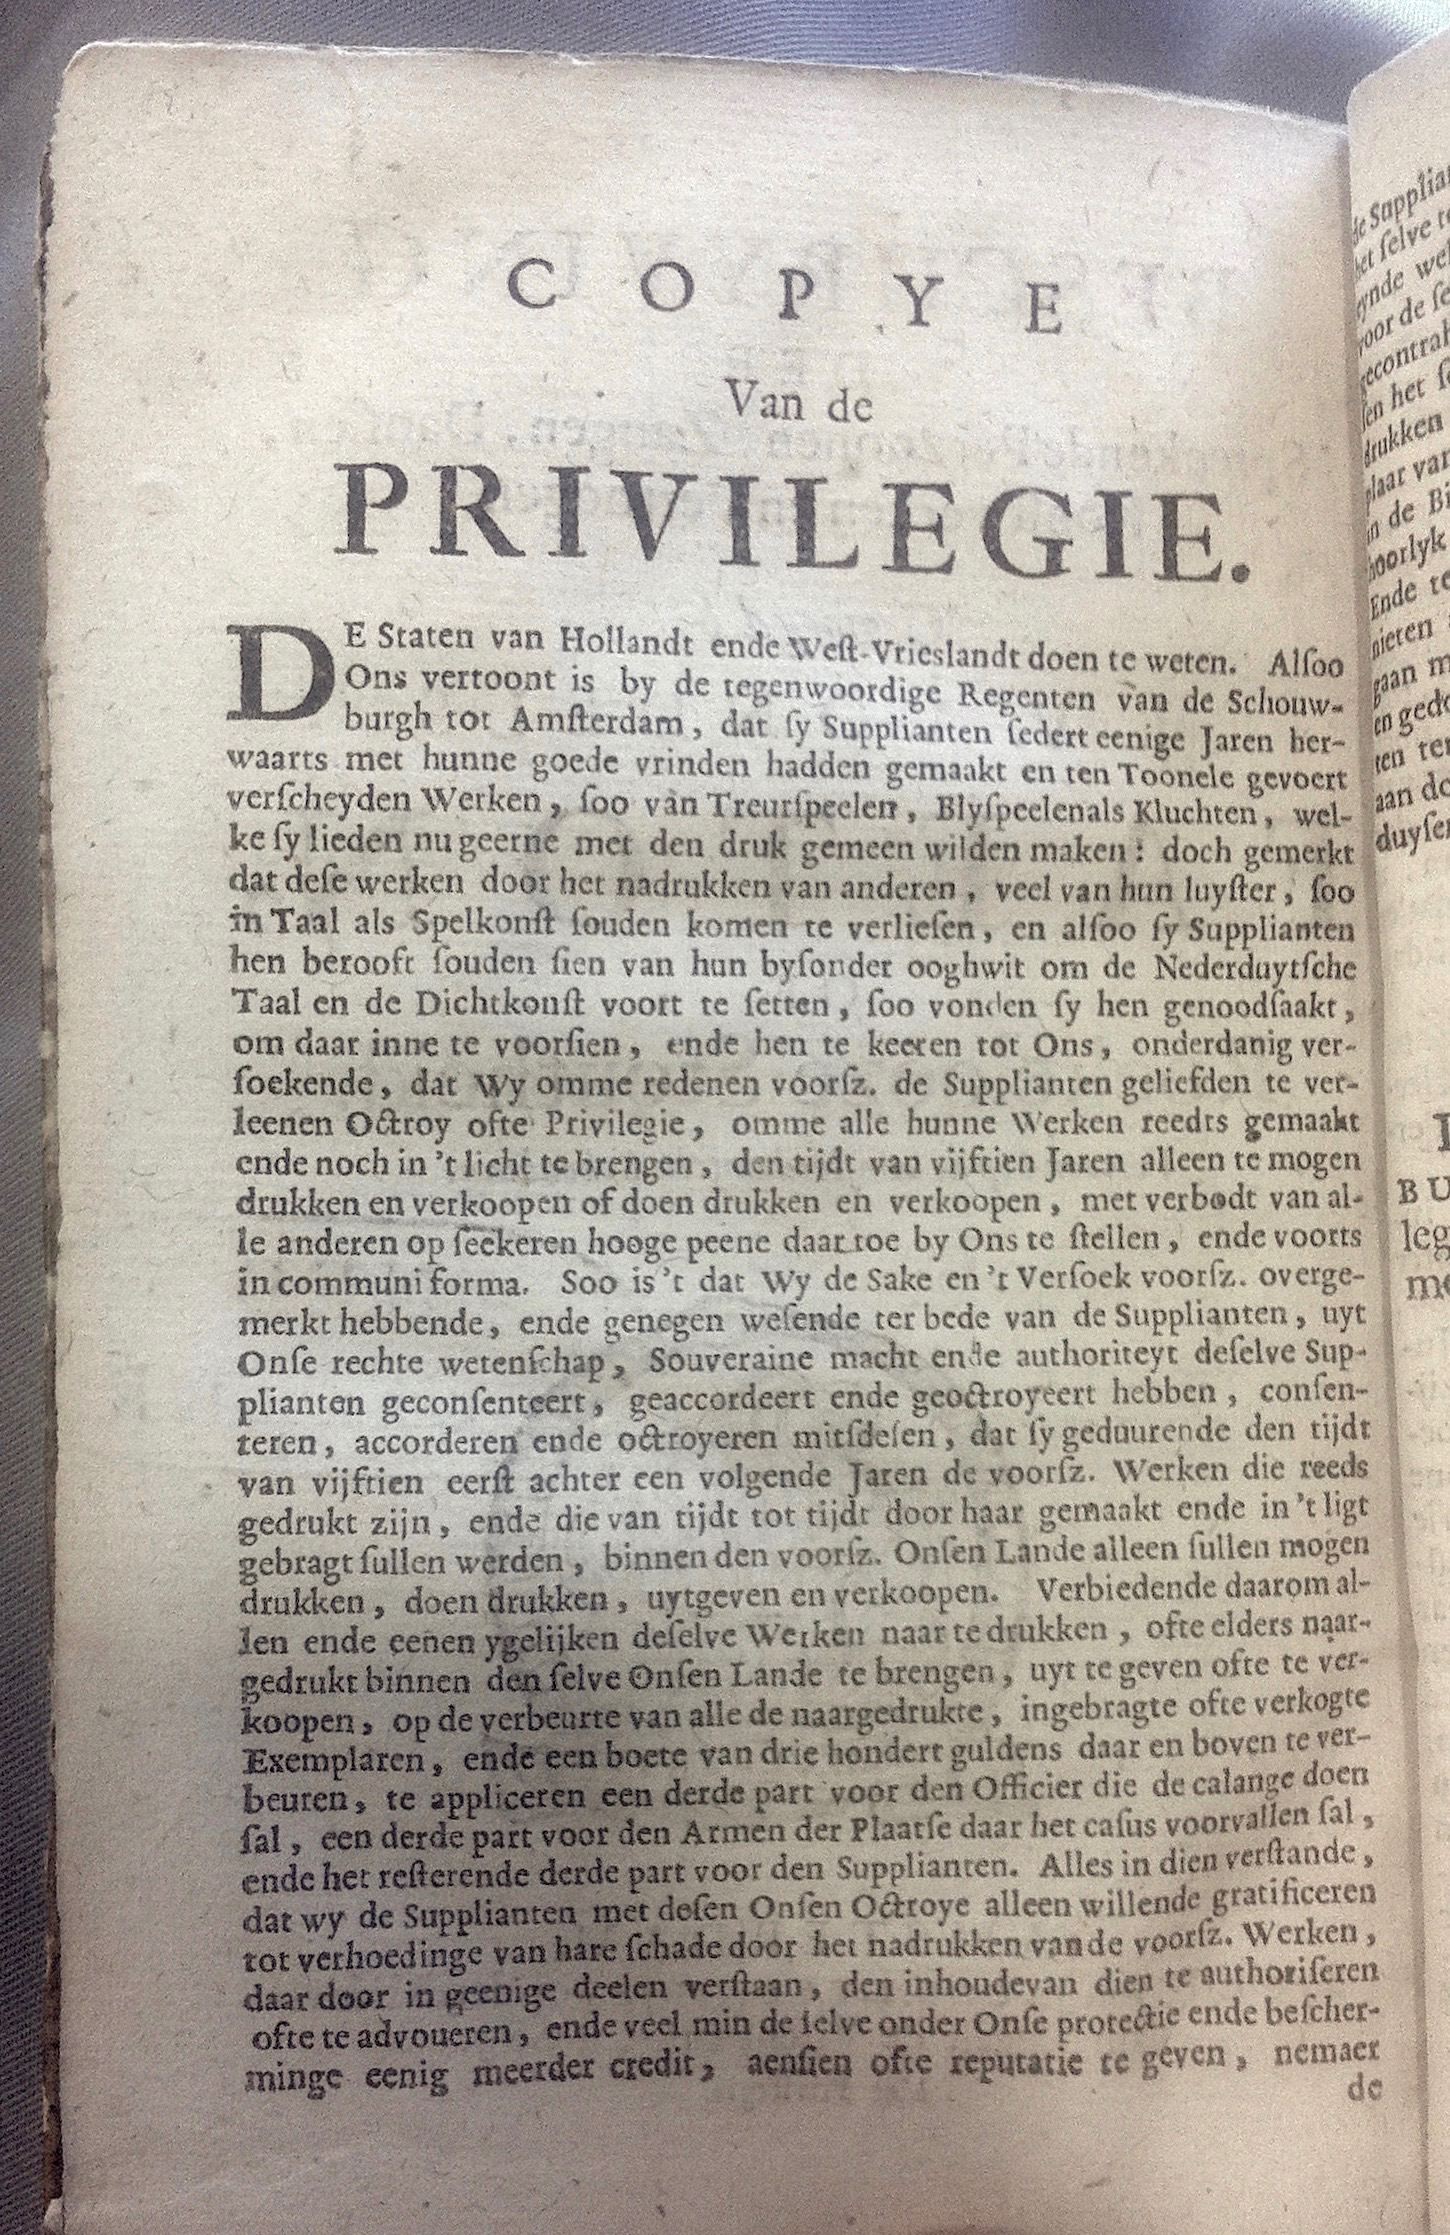 COPYE
Van de
PRIVILEGIE.
DE Staten van Hollandt ende Weſt-Vrieslandt doen te weten. Alſoo
Ons vertoont is by de tegenwoordige Regenten van de Schouw-
burgh tot Amſterdam, dat ſy Supplianten ſedert eenige Jaren her-
waarts met hunne goede vrinden hadden gemaakt en ten Toonele gevoert
verſcheyden Werken, ſoo van Treurſpeelen, Blyſpeelenals Kluchten, wel-
ke ſy lieden nu geerne met den druk gemeen wilden maken: doch gemerkt
dat deſe werken door het nadrukken van anderen, veel van hun luyſter, ſoo
in Taal als Spelkonſt ſouden komen te verlieſen, en alſoo ſy Supplianten
hen berooft ſouden ſien van hun byſonder ooghwit om de Nederduytſche
Taal en de Dichtkonſt voort te ſetten, ſoo vonden ſy hen genoodſaakt,
om daar inne te voorſien, ende hen te keeren tot Ons, onderdanig ver-
ſoekende, dat Wy omme redenen voorſz. de Supplianten geliefden te ver-
leenen Octroy ofte Privilegie, omme alle hunne Werken reedts gemaakt
ende noch in 't licht te brengen, den tijdt van vijftien Jaren alleen te mogen
drukken en verkoopen of doen drukken en verkoopen, met verbodt van al-
le anderen op ſeekeren hooge peene daar toe by Ons te ſtellen, ende voorts
in communi forma. Soo is 't dat Wy de Sake en 't Verſoek voorſz. overge-
merkt hebbende, ende genegen weſende ter bede van de Supplianten, uyt
Onſe rechte wetenſchap, Souveraine macht ende authoriteyt deſelve Sup-
plianten geconſenteert, geaccordeert ende geoctroyeert hebben, conſen-
teren, accorderen ende octroyeren mitſdeſen, dat ſy geduurende den tijdt
van vijftien eerſt achter een volgende Jaren de voorſz. Werken die reeds
gedrukt zijn, ende die van tijdt tot tijdt door haar gemaakt ende in 't ligt
gebragt ſullen werden, binnen den voorſz. Onſen Lande alleen ſullen mogen
drukken, doen drukken, uytgeven en verkoopen. Verbiedende daarom al-
len ende eenen ygelijken deſelve Werken naar te drukken, ofte elders naar-
gedrukt binnen den ſelve Onſen Lande te brengen, uyt te geven ofte te ver-
koopen, op de verbeurte van alle de naargedrukte, ingebragte ofte verkogte
Exemplaren, ende een boete van drie hondert guldens daar en boven te ver-
beuren, te appliceren een derde part voor den Officier die de calange doen
ſal, een derde part voor den Armen der Plaatſe daar het caſus voorvallen ſal,
ende het reſterende derde part voor den Supplianten. Alles in dien verſtande,
dat wy de Supplianten met deſen Onſen Octroye alleen willende gratificeren
tot verhoedinge van hare ſchade door het nadrukken van de voorſz. Werken,
daar door in geenige deelen verſtaan, den inhoudevan dien te authoriſeren
ofte te advoueren, ende veel min de ſelve onder Onſe protectie ende beſcher-
minge eenig meerder credit, aenſien ofte reputatie te geven, nemaer
de